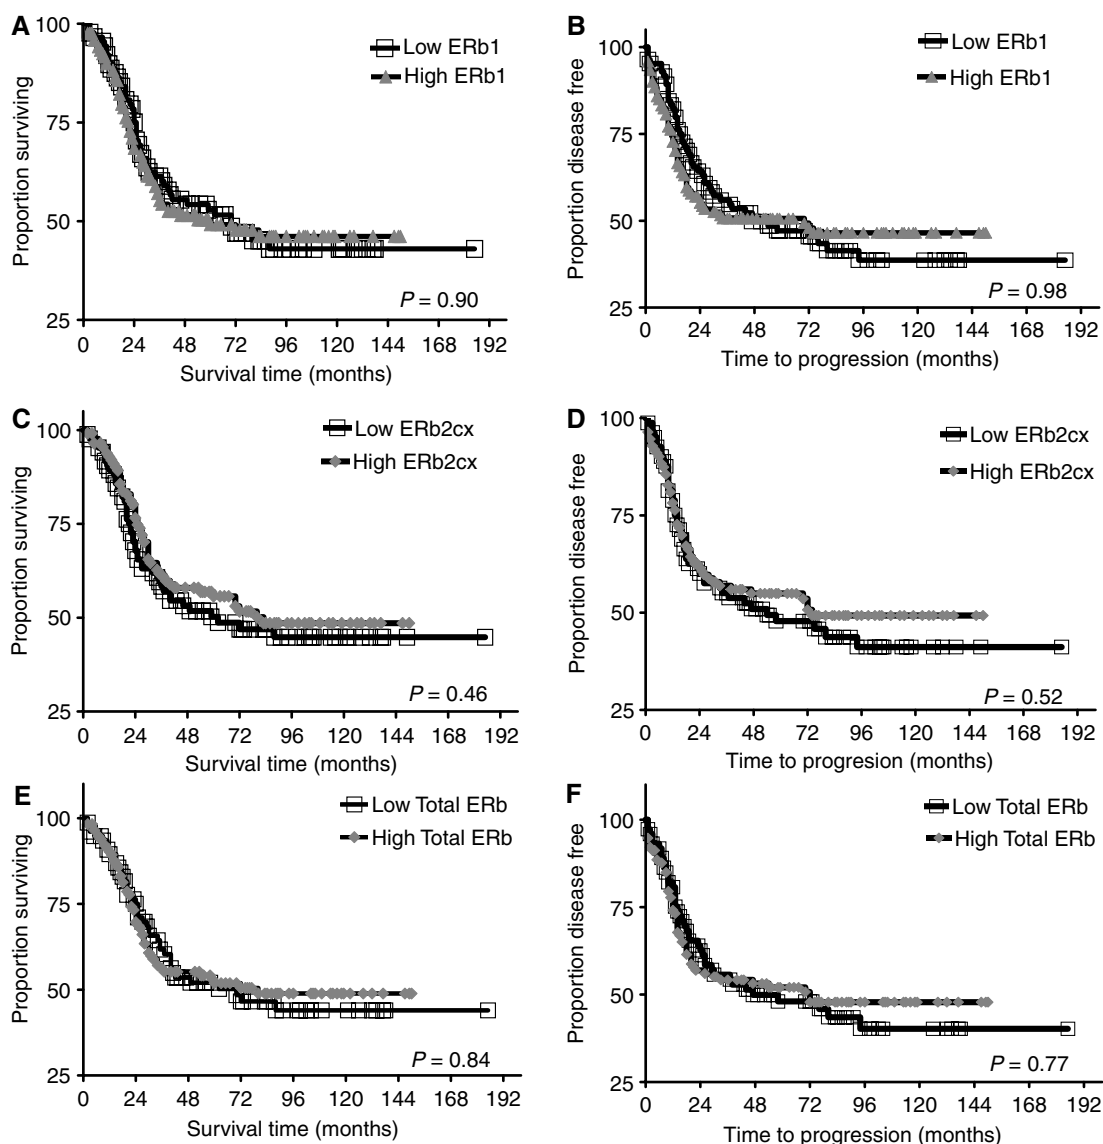 A
Proportion surviving
100
75
50
25
0 24 48 72 96 120 144 168 192
Survival time (months)
Low ERb1
High ERb1
P = 0.90
B
Proportion disease free
100
75
50
25
0 24 48 72 96 120 144 168 192
Time to progression (months)
Low ERb1
High ERb1
P = 0.98
C
Proportion surviving
100
75
50
25
0 24 48 72 96 120 144 168 192
Survival time (months)
Low ERb2cx
High ERb2cx
P = 0.46
D
Proportion disease free
100
75
50
25
0 24 48 72 96 120 144 168 192
Time to progresion (months)
Low ERb2cx
High ERb2cx
P = 0.52
E
Proportion surviving
100
75
50
25
0 24 48 72 96 120 144 168 192
Survival time (months)
Low Total ERb
High Total ERb
P = 0.84
F
Proportion disease free
100
75
50
25
0 24 48 72 96 120 144 168 192
Time to progression (months)
Low Total ERb
High Total ERb
P = 0.77